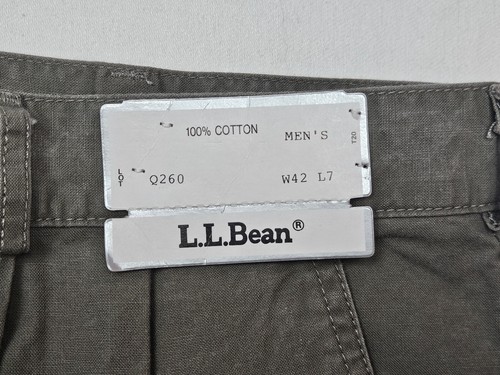 100% COTTON
MEN'S
T20
LOT Q260
W42 L7
L.L.Bean®